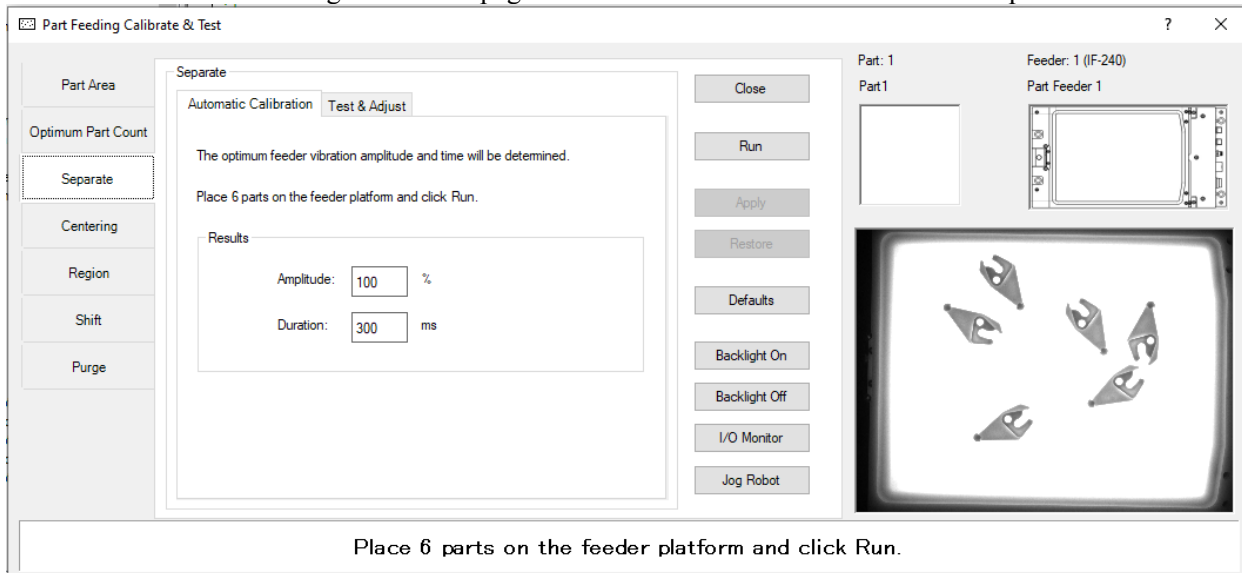 Part Feeding Calibrate & Test
?
Part Area
Optimum Part Count
Separate
Centering
Region
Shift
Purge
Separate
Automatic Calibration
Test & Adjust
The optimum feeder vibration amplitude and time will be determined.
Place 6 parts on the feeder platform and click Run.
Results
Amplitude: 100 %
Duration: 300 ms
Close
Run
Apply
Restore
Defaults
Backlight On
Backlight Off
I/O Monitor
Jog Robot
Part: 1
Part1
Feeder: 1 (IF-240)
Part Feeder 1
Place 6 parts on the feeder platform and click Run.